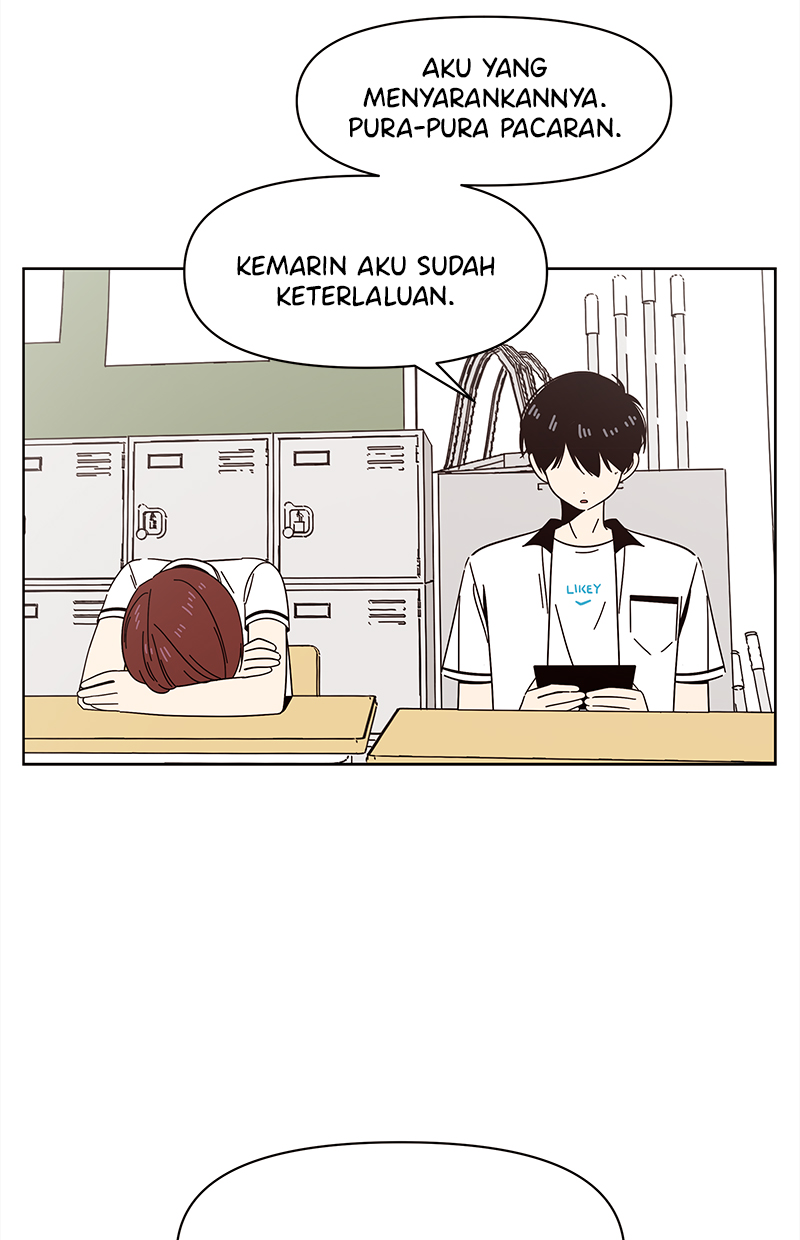 AKU YANG
MENYARANKANNYA.
PURA-PURA PACARAN.
KEMARIN AKU SUDAH
KETERLALUAN.
LIKEY